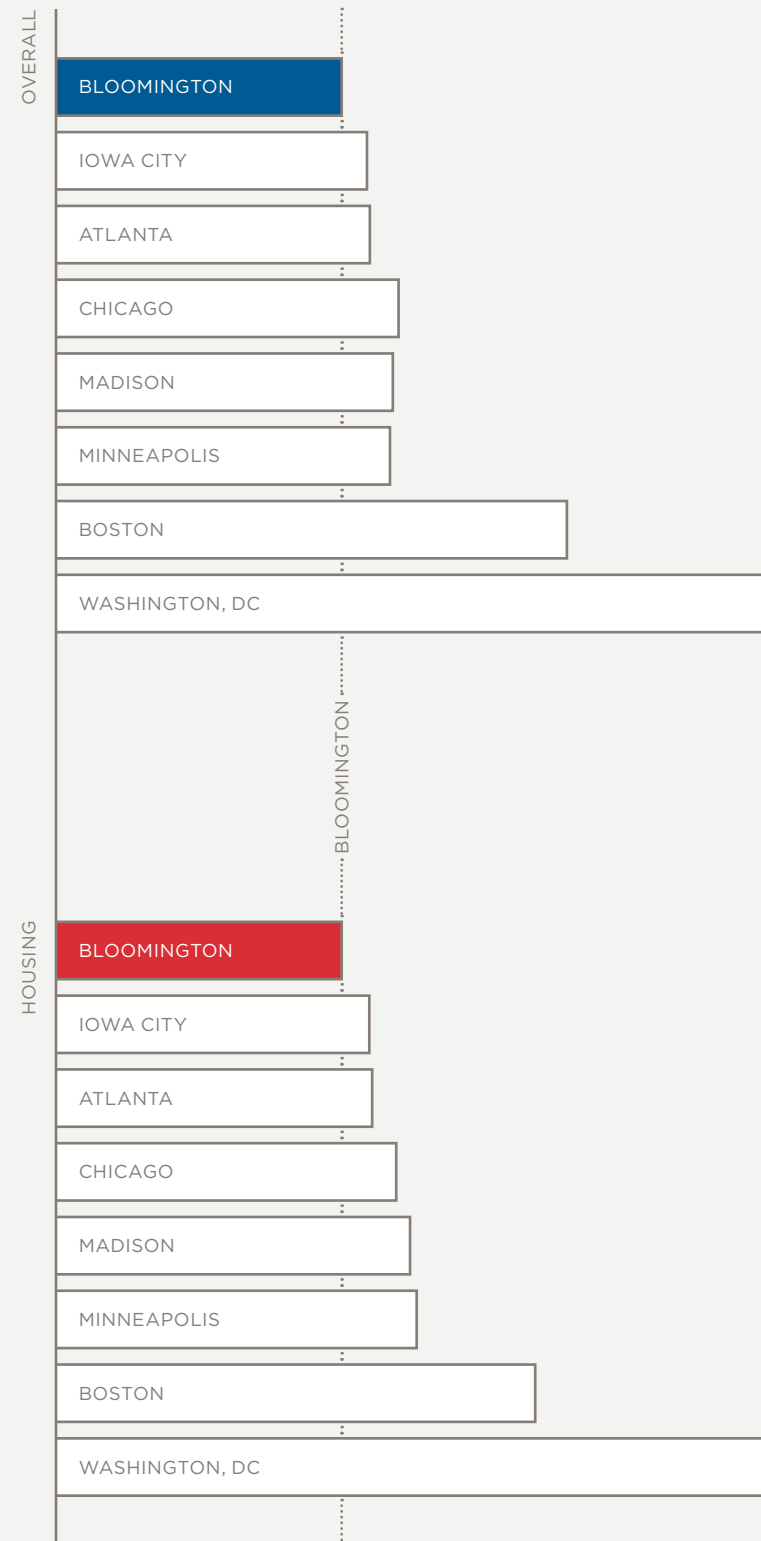 OVERALL
BLOOMINGTON
IOWA CITY
ATLANTA
CHICAGO
MADISON
MINNEAPOLIS
BOSTON
WASHINGTON, DC
BLOOMINGTON
HOUSING
BLOOMINGTON
IOWA CITY
ATLANTA
CHICAGO
MADISON
MINNEAPOLIS
BOSTON
WASHINGTON, DC